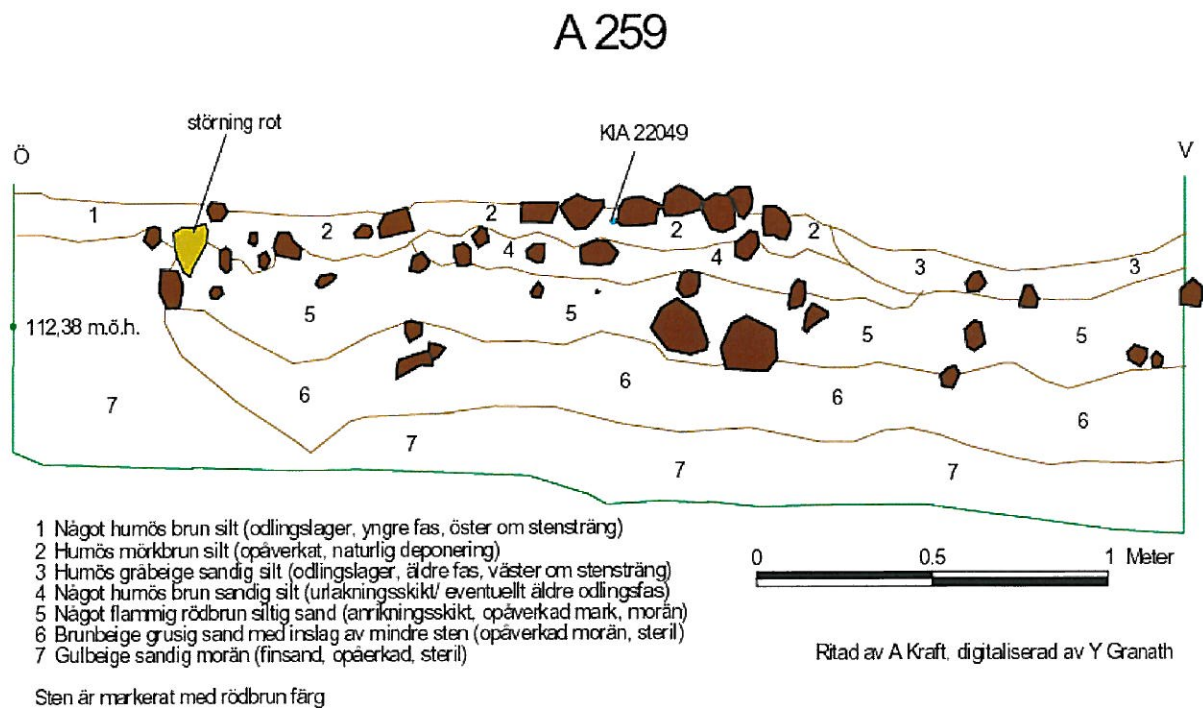 A 259
störning rot
KIA 22049
Ö
V
1
2
2
2
2
3
3
4
4
5
5
5
5
112,38 m.ö.h.
6
6
6
6
7
7
7
7
1 Något humös brun silt (odlingslager, yngre fas, öster om stensträng)
2 Humös mörkbrun silt (opåverkat, naturlig deponering)
3 Humös gråbeige sandig silt (odlingslager, äldre fas, väster om stensträng)
4 Något humös brun sandig silt (urlakningsskikt/ eventuellt äldre odlingsfas)
5 Något flammig rödbrun siltig sand (anrikningsskikt, opåverkad mark, morän)
6 Brunbeige grusig sand med inslag av mindre sten (opåverkad morän, steril)
7 Gulbeige sandig morän (finsand, opåerkad, steril)
Sten är markerat med rödbrun färg
0 0.5 1 Meter
Ritad av A Kraft, digitaliserad av Y Granath